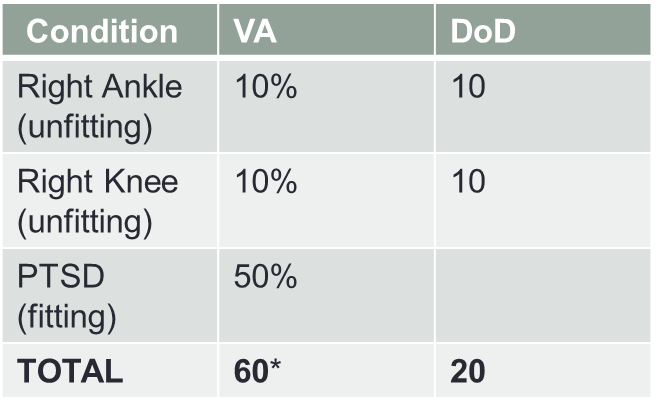 Condition VA DoD
Right Ankle 10% 10
(unfitting)
Right Knee 10% 10
(unfitting)
PTSD 50%
(fitting)
TOTAL 60* 20